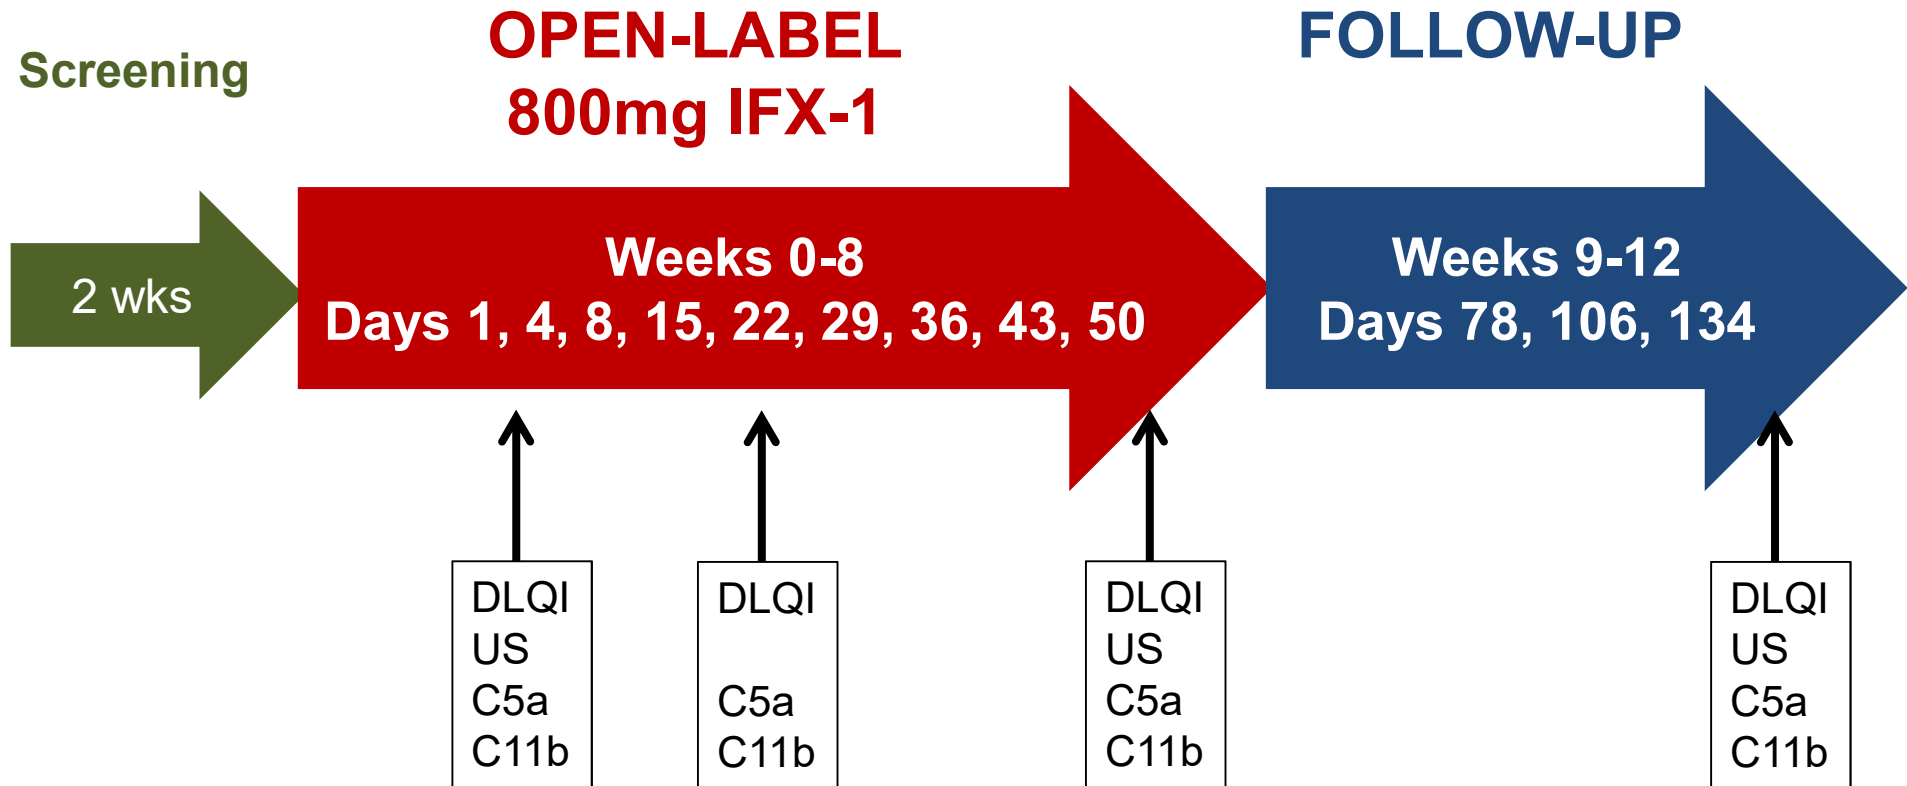 Screening
OPEN-LABEL
800mg IFX-1
FOLLOW-UP
2 wks
Weeks 0-8
Days 1, 4, 8, 15, 22, 29, 36, 43, 50
Weeks 9-12
Days 78, 106, 134
DLQI
US
C5a
C11b
DLQI
C5a
C11b
DLQI
US
C5a
C11b
DLQI
US
C5a
C11b